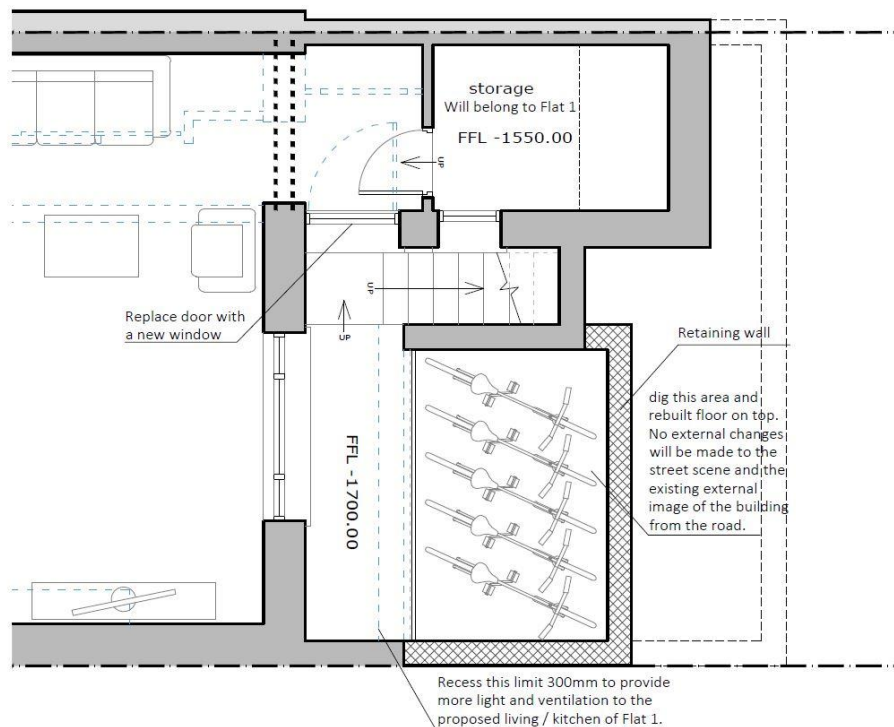 storage
Will belong to Flat 1
FFL -1550.00
UP
UP
UP
Replace door with
a new window
Retaining wall
dig this area and
rebuilt floor on top.
No external changes
will be made to the
street scene and the
existing external
image of the building
from the road.
FFL -1700.00
Recess this limit 300mm to provide
more light and ventilation to the
proposed living / kitchen of Flat 1.